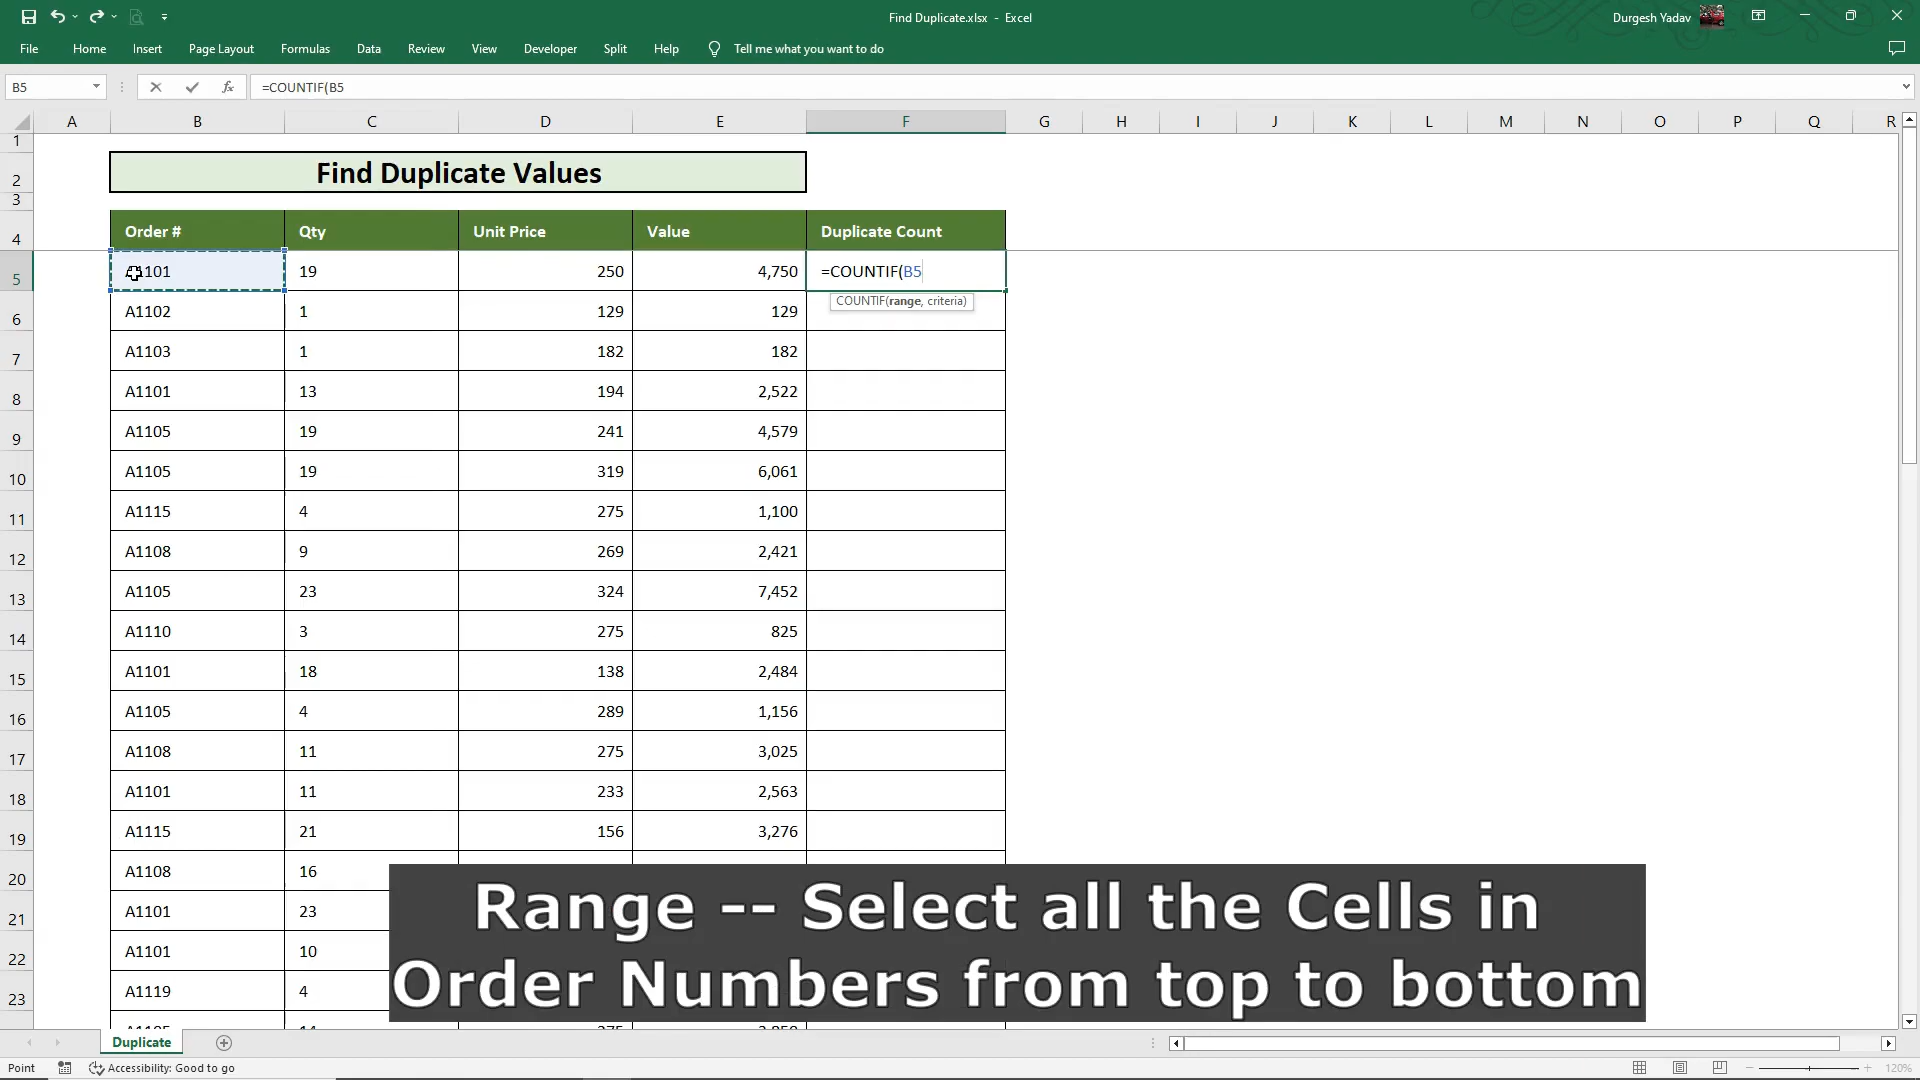 Find Duplicate.xlsx - Excel
Durgesh Yadav
File Home Insert Page Layout Formulas Data Review View Developer Split Help Tell me what you want to do
B5 fx =COUNTIF(B5
A B C D E F G H I J K L M N O P Q R
1
2 Find Duplicate Values
3
4 Order # Qty Unit Price Value Duplicate Count
5 A1101 19 250 4,750 =COUNTIF(B5
COUNTIF(range, criteria)
6 A1102 1 129 129
7 A1103 1 182 182
8 A1101 13 194 2,522
9 A1105 19 241 4,579
10 A1105 19 319 6,061
11 A1115 4 275 1,100
12 A1108 9 269 2,421
13 A1105 23 324 7,452
14 A1110 3 275 825
15 A1101 18 138 2,484
16 A1105 4 289 1,156
17 A1108 11 275 3,025
18 A1101 11 233 2,563
19 A1115 21 156 3,276
20 A1108 16
21 A1101 23
22 A1101 10
23 A1119 4
Range -- Select all the Cells in
Order Numbers from top to bottom
Duplicate
Point Accessibility: Good to go 120%